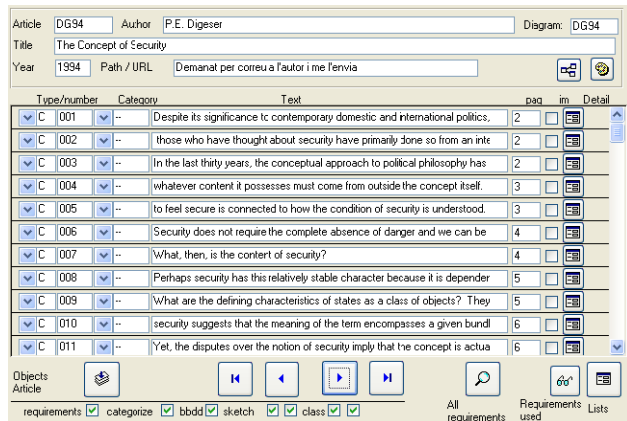 Article DG94 Author P.E. Digeser Diagram: DG94
Title The Concept of Security
Year 1994 Path / URL Demanat per correu a l'autor i me l'envia
Type/number Category Text pag im Detail
C 001 -- Despite its significance to contemporary domestic and international politics, 2
C 002 -- those who have thought about security have primarily done so from an inte 2
C 003 -- In the last thirty years, the conceptual approach to political philosophy has 2
C 004 -- whatever content it possesses must come from outside the concept itself. 3
C 005 -- to feel secure is connected to how the condition of security is understood. 3
C 006 -- Security does not require the complete absence of danger and we can be 4
C 007 -- What, then, is the content of security? 4
C 008 -- Perhaps security has this relatively stable character because it is depender 5
C 009 -- What are the defining characteristics of states as a class of objects? They 5
C 010 -- security suggests that the meaning of the term encompasses a given bundl 6
C 011 -- Yet, the disputes over the notion of security imply that the concept is actua 6
Objects
Article
requirements categorize bbdd sketch class
All
requirements
Requirements
used
Lists